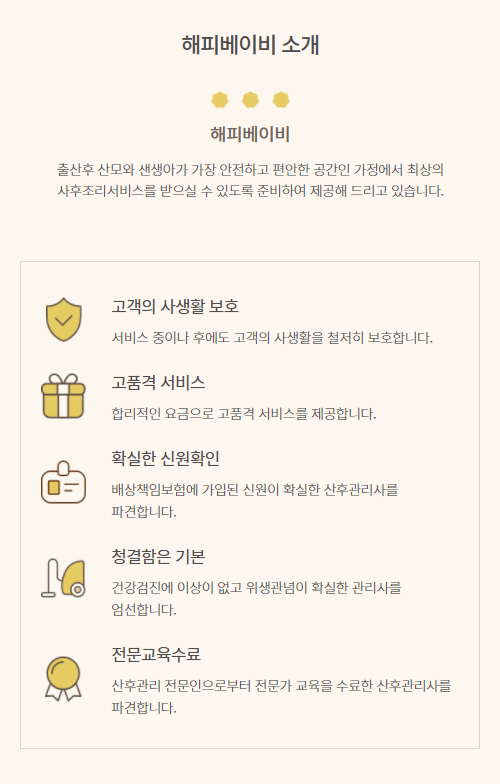 해피베이비 소개
해피베이비
출산후 산모와 샌생아가 가장 안전하고 편안한 공간인 가정에서 최상의
사후조리서비스를 받으실 수 있도록 준비하여 제공해 드리고 있습니다.
고객의 사생활 보호
서비스 중이나 후에도 고객의 사생활을 철저히 보호합니다.
고품격 서비스
합리적인 요금으로 고품격 서비스를 제공합니다.
확실한 신원확인
배상책임보험에 가입된 신원이 확실한 산후관리사를
파견합니다.
청결함은 기본
건강검진에 이상이 없고 위생관념이 확실한 관리사를
엄선합니다.
전문교육수료
산후관리 전문인으로부터 전문가 교육을 수료한 산후관리사를
파견합니다.